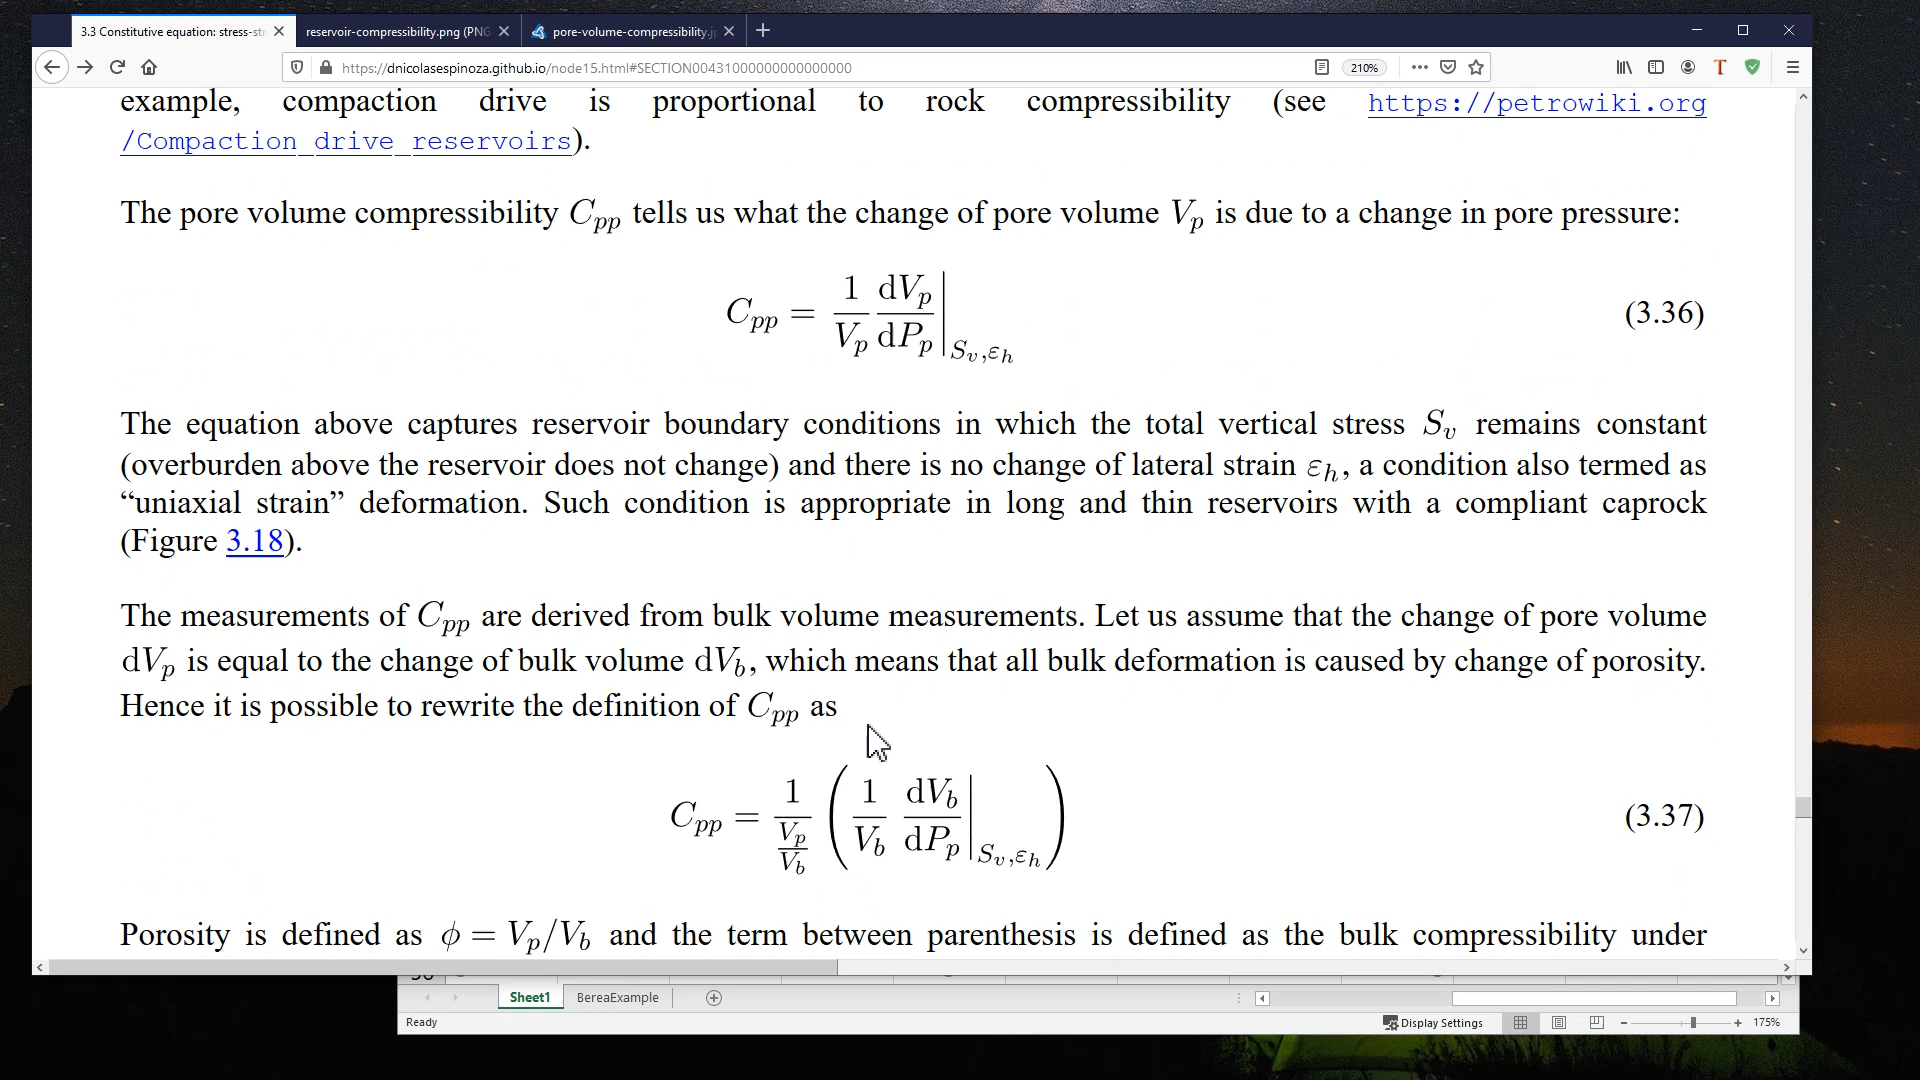 3.3 Constitutive equation: stress-str
reservoir-compressibility.png (PNG
pore-volume-compressibility.j
https://dnicolasespinoza.github.io/node15.html#SECTION00431000000000000000
210%
example, compaction drive is proportional to rock compressibility (see https://petrowiki.org
/Compaction_drive_reservoirs).
The pore volume compressibility C_pp tells us what the change of pore volume V_p is due to a change in pore pressure:
C_pp = 1/V_p dV_p/dP_p |_{S_v,ε_h} (3.36)
The equation above captures reservoir boundary conditions in which the total vertical stress S_v remains constant
(overburden above the reservoir does not change) and there is no change of lateral strain ε_h, a condition also termed as
“uniaxial strain” deformation. Such condition is appropriate in long and thin reservoirs with a compliant caprock
(Figure 3.18).
The measurements of C_pp are derived from bulk volume measurements. Let us assume that the change of pore volume
dV_p is equal to the change of bulk volume dV_b, which means that all bulk deformation is caused by change of porosity.
Hence it is possible to rewrite the definition of C_pp as
C_pp = 1/(V_p/V_b) (1/V_b dV_b/dP_p |_{S_v,ε_h}) (3.37)
Porosity is defined as ϕ = V_p/V_b and the term between parenthesis is defined as the bulk compressibility under
Sheet1 BereaExample
Ready
Display Settings
175%